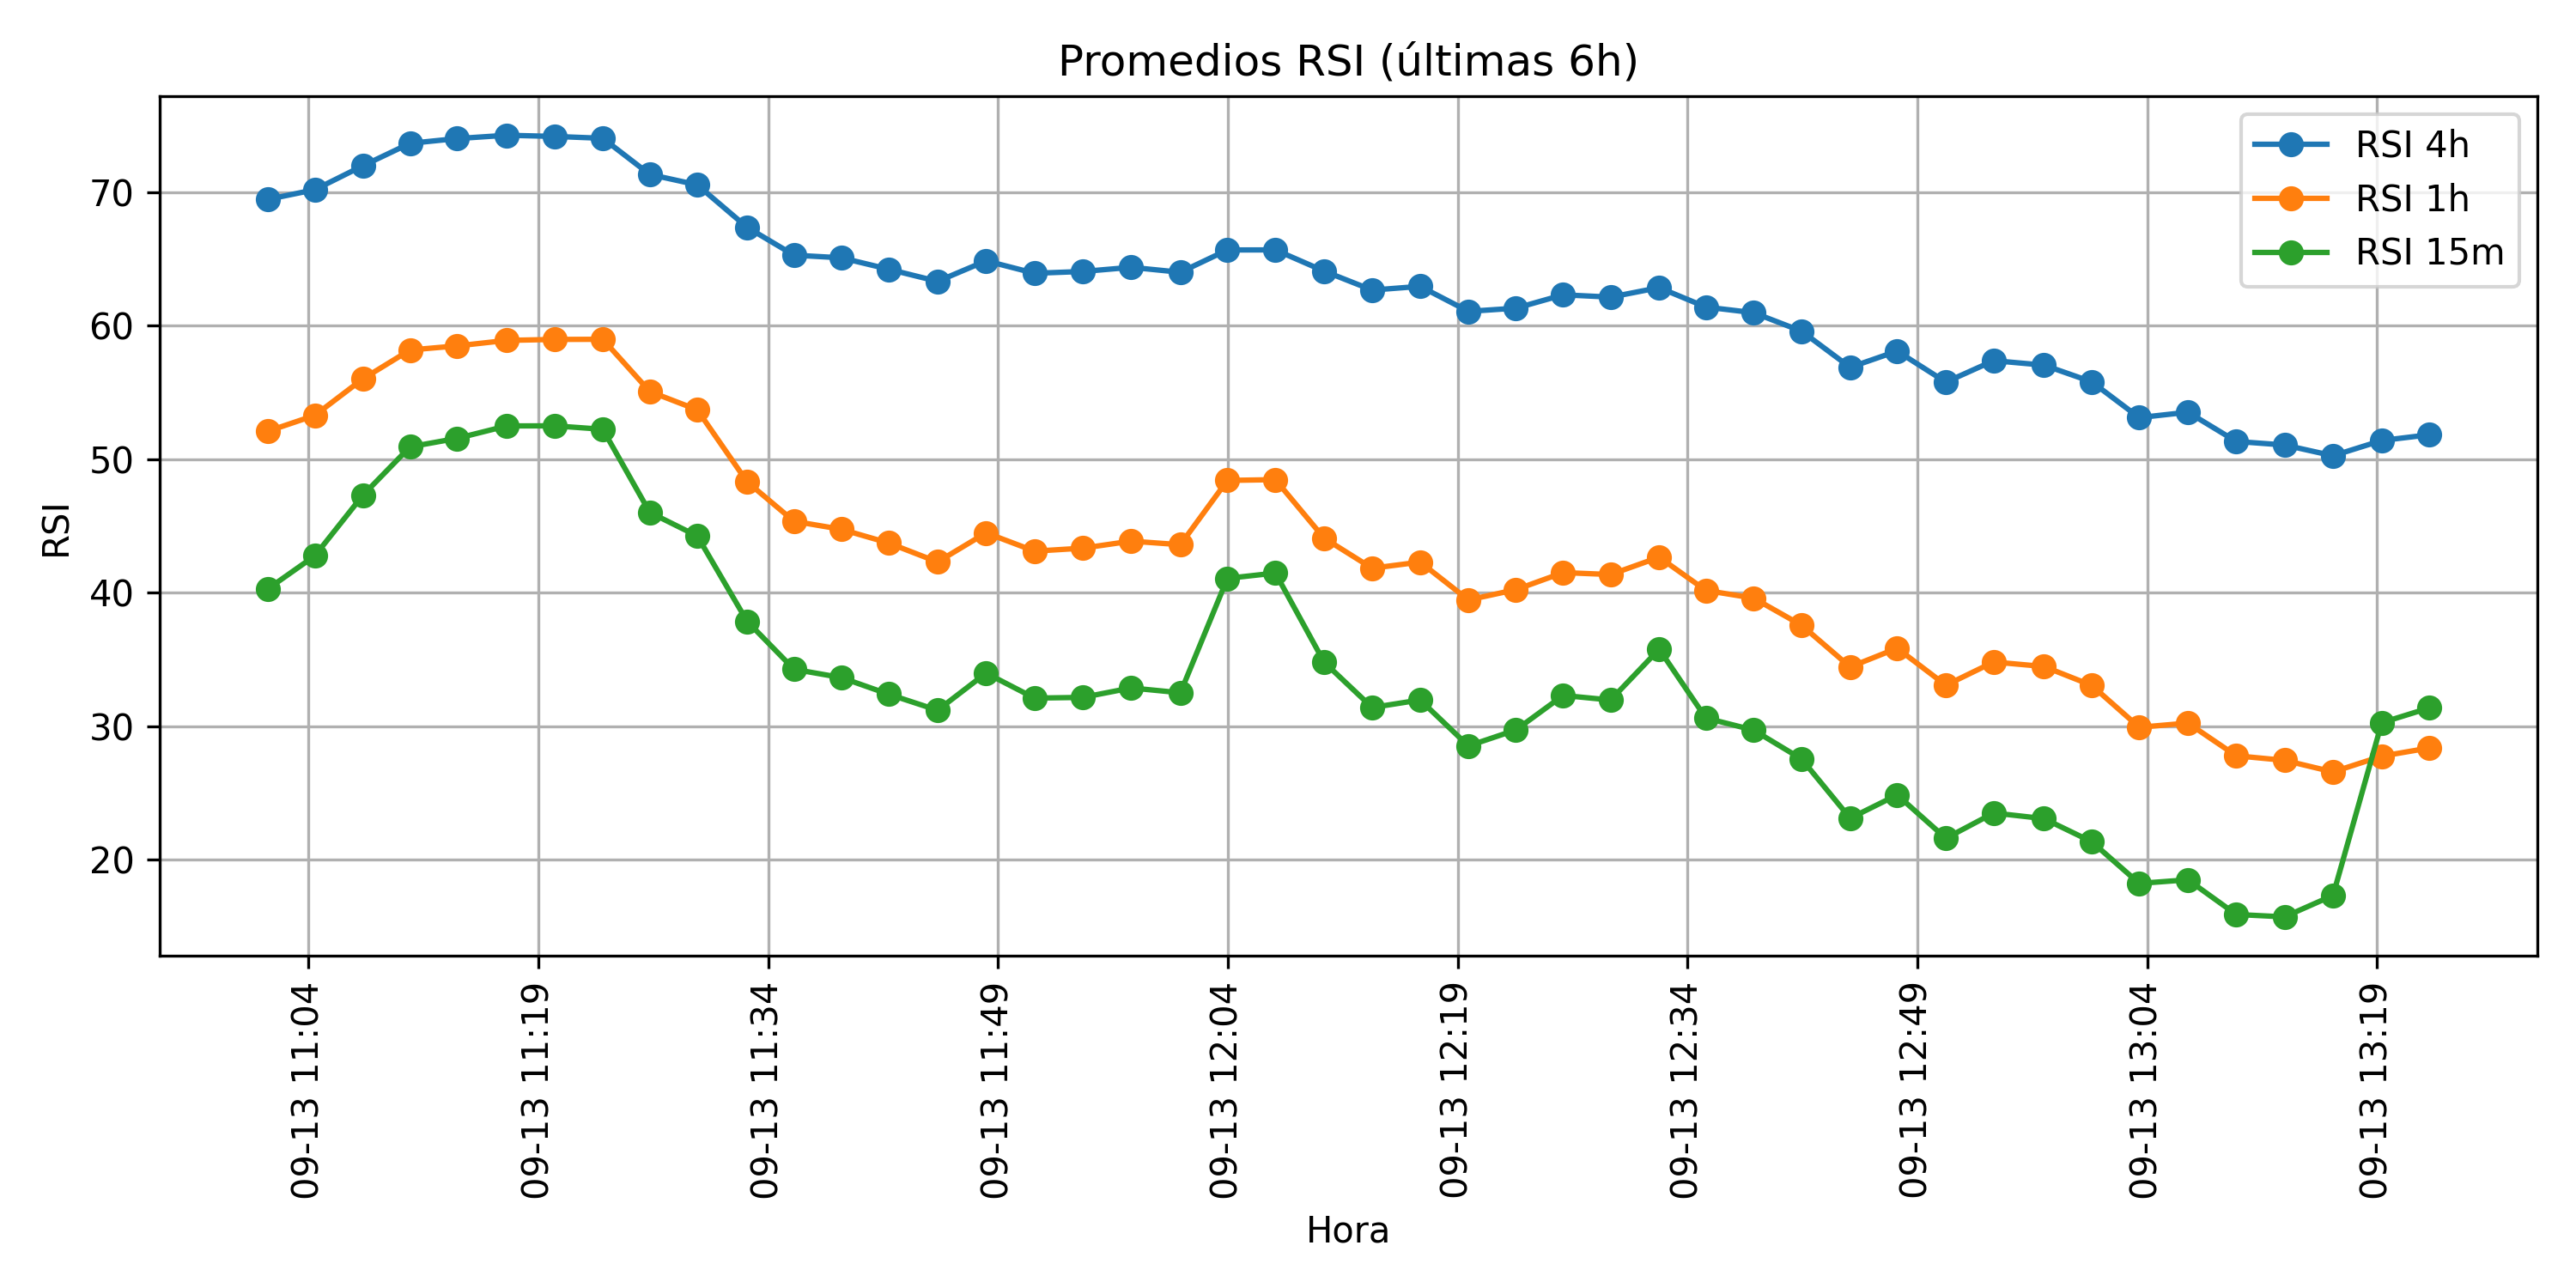 Promedios RSI (últimas 6h)
RSI 4h
RSI 1h
RSI 15m
RSI
70
60
50
40
30
20
09-13 11:04
09-13 11:19
09-13 11:34
09-13 11:49
09-13 12:04
09-13 12:19
09-13 12:34
09-13 12:49
09-13 13:04
09-13 13:19
Hora